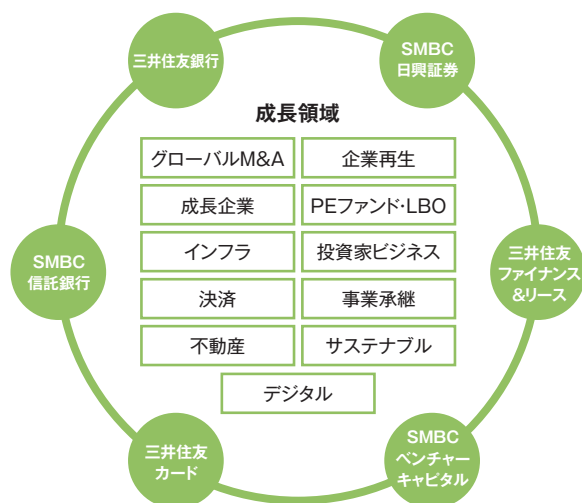 三井住友銀行
SMBC
日興証券
成長領域
グローバルM&A
企業再生
成長企業
PEファンド・LBO
インフラ
投資家ビジネス
決済
事業承継
不動産
サステナブル
デジタル
SMBC
信託銀行
三井住友
ファイナンス
&リース
三井住友
カード
SMBC
ベンチャー
キャピタル